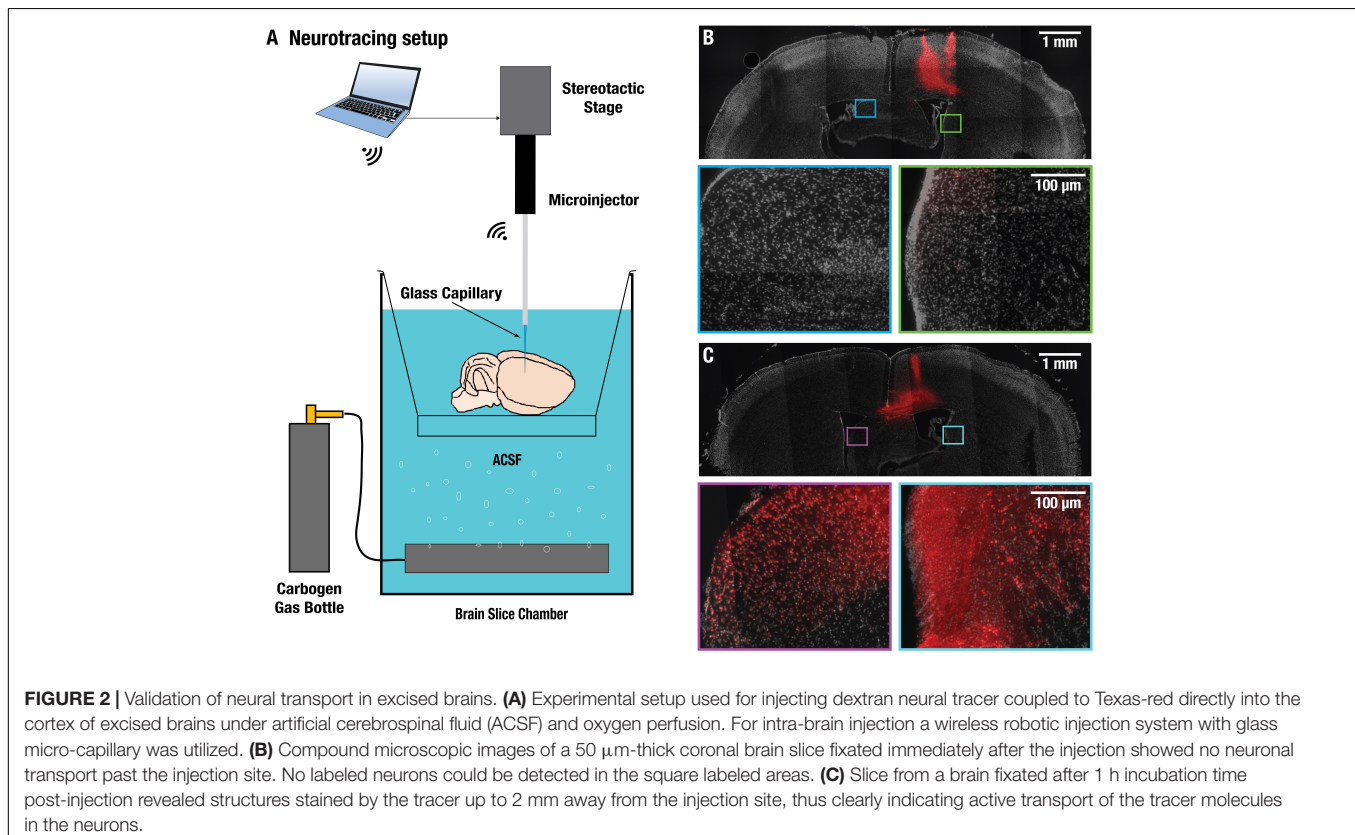 A Neurotracing setup
Stereotactic
Stage
Microinjector
Glass Capillary
ACSF
Carbogen
Gas Bottle
Brain Slice Chamber
B
1 mm
100 μm
C
1 mm
100 μm
FIGURE 2 | Validation of neural transport in excised brains. (A) Experimental setup used for injecting dextran neural tracer coupled to Texas-red directly into the
cortex of excised brains under artificial cerebrospinal fluid (ACSF) and oxygen perfusion. For intra-brain injection a wireless robotic injection system with glass
micro-capillary was utilized. (B) Compound microscopic images of a 50 μm-thick coronal brain slice fixated immediately after the injection showed no neuronal
transport past the injection site. No labeled neurons could be detected in the square labeled areas. (C) Slice from a brain fixated after 1 h incubation time
post-injection revealed structures stained by the tracer up to 2 mm away from the injection site, thus clearly indicating active transport of the tracer molecules
in the neurons.